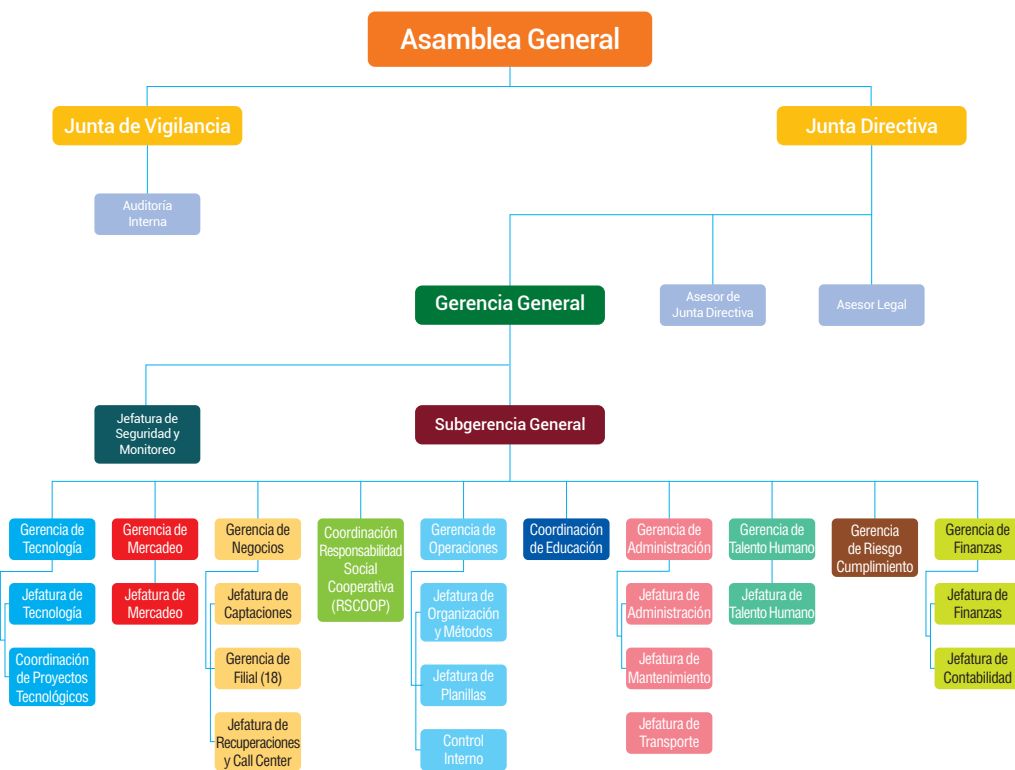 Asamblea General
Junta de Vigilancia
Junta Directiva
Auditoría
Interna
Gerencia General
Asesor de
Junta Directiva
Asesor Legal
Jefatura de
Seguridad y
Monitoreo
Subgerencia General
Gerencia de
Tecnología
Gerencia de
Mercadeo
Gerencia de
Negocios
Coordinación
Responsabilidad
Social
Cooperativa
(RSCOOP)
Gerencia de
Operaciones
Coordinación
de Educación
Gerencia de
Administración
Gerencia de
Talento Humano
Gerencia
de Riesgo
Cumplimiento
Gerencia de
Finanzas
Jefatura de
Tecnología
Jefatura de
Mercadeo
Jefatura de
Captaciones
Jefatura de
Organización
y Métodos
Jefatura de
Administración
Jefatura de
Talento Humano
Jefatura de
Finanzas
Coordinación
de Proyectos
Tecnológicos
Gerencia de
Filial (18)
Jefatura de
Planillas
Jefatura de
Mantenimiento
Jefatura de
Contabilidad
Jefatura de
Recuperaciones
y Call Center
Control
Interno
Jefatura de
Transporte